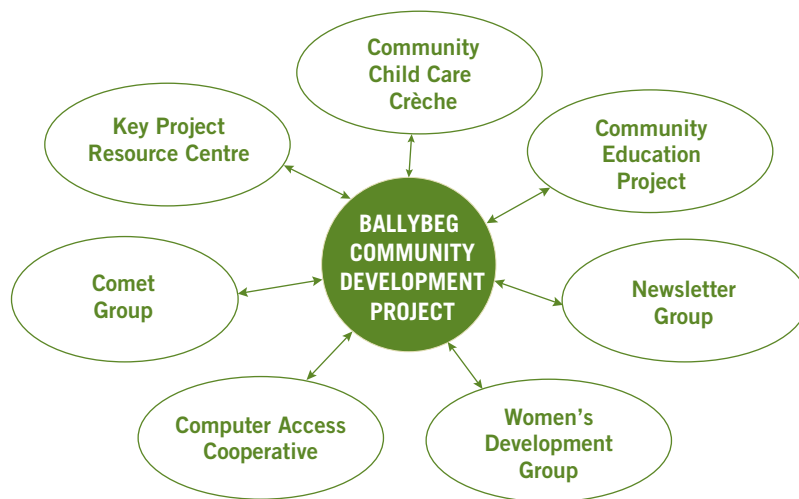 Community
Child Care
Crèche
Key Project
Resource Centre
Community
Education
Project
BALLYBEG
COMMUNITY
DEVELOPMENT
PROJECT
Comet
Group
Newsletter
Group
Computer Access
Cooperative
Women's
Development
Group